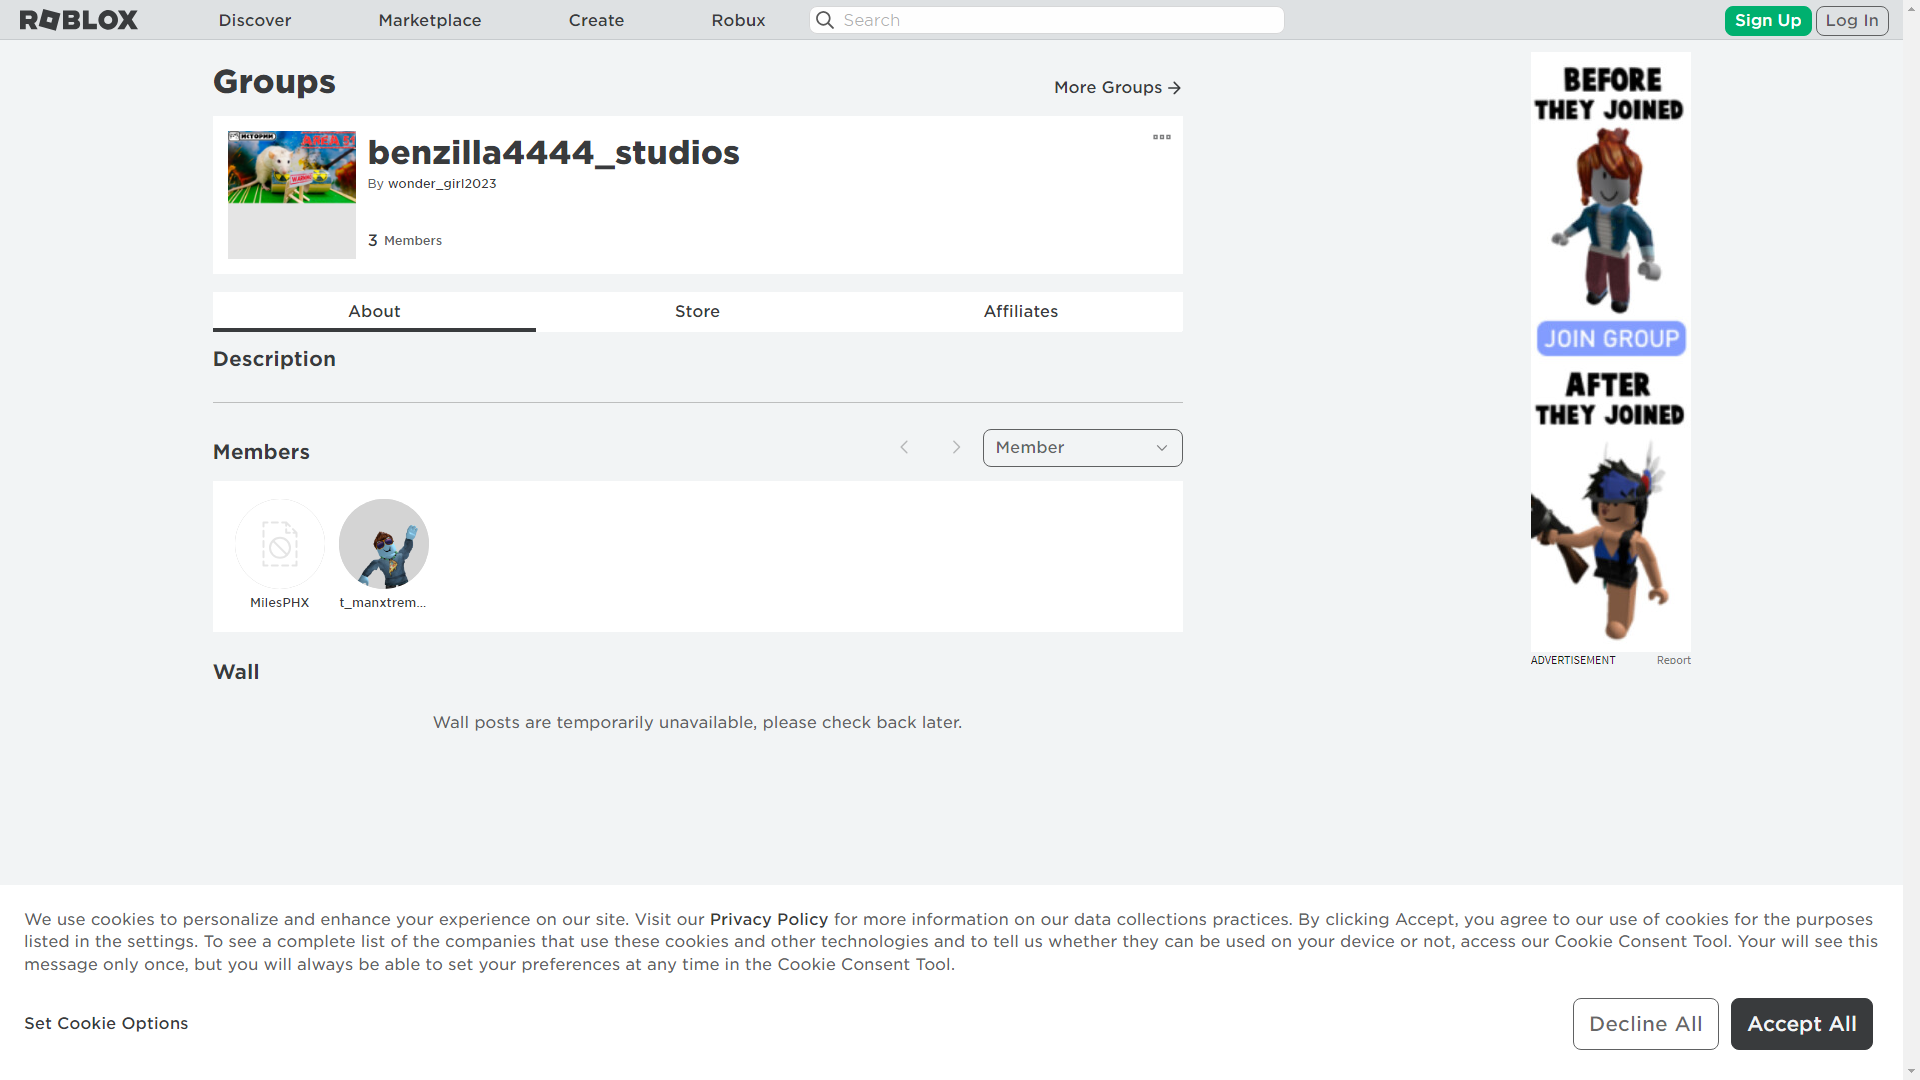 ROBLOX
Discover
Marketplace
Create
Robux
Search
Sign Up
Log In
Groups
More Groups
benzilla4444_studios
By wonder_girl2023
3 Members
About
Store
Affiliates
Description
Members
Member
MilesPHX
t_manxtrem...
Wall
Wall posts are temporarily unavailable, please check back later.
BEFORE
THEY JOINED
JOIN GROUP
AFTER
THEY JOINED
ADVERTISEMENT
Report
We use cookies to personalize and enhance your experience on our site. Visit our Privacy Policy for more information on our data collections practices. By clicking Accept, you agree to our use of cookies for the purposes
listed in the settings. To see a complete list of the companies that use these cookies and other technologies and to tell us whether they can be used on your device or not, access our Cookie Consent Tool. Your will see this
message only once, but you will always be able to set your preferences at any time in the Cookie Consent Tool.
Set Cookie Options
Decline All
Accept All